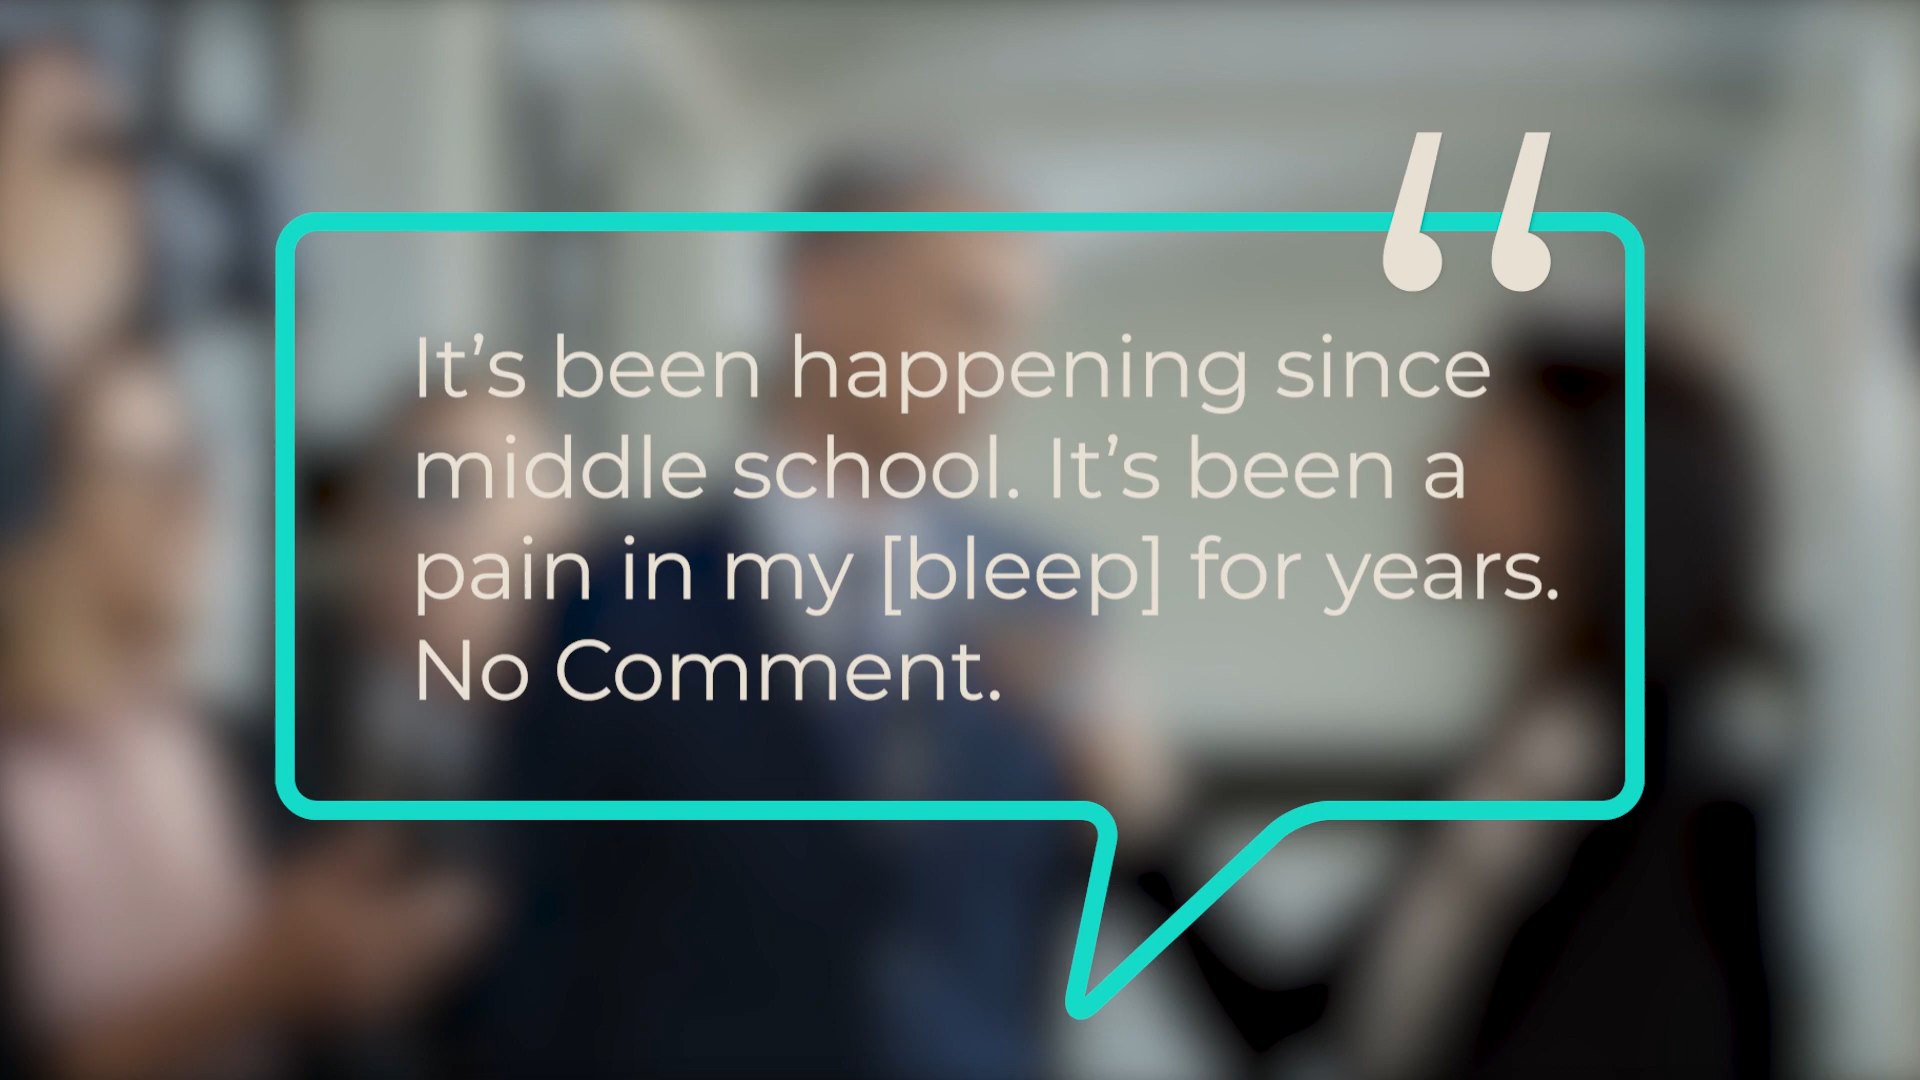 “
It’s been happening since
middle school. It’s been a
pain in my [bleep] for years.
No Comment.